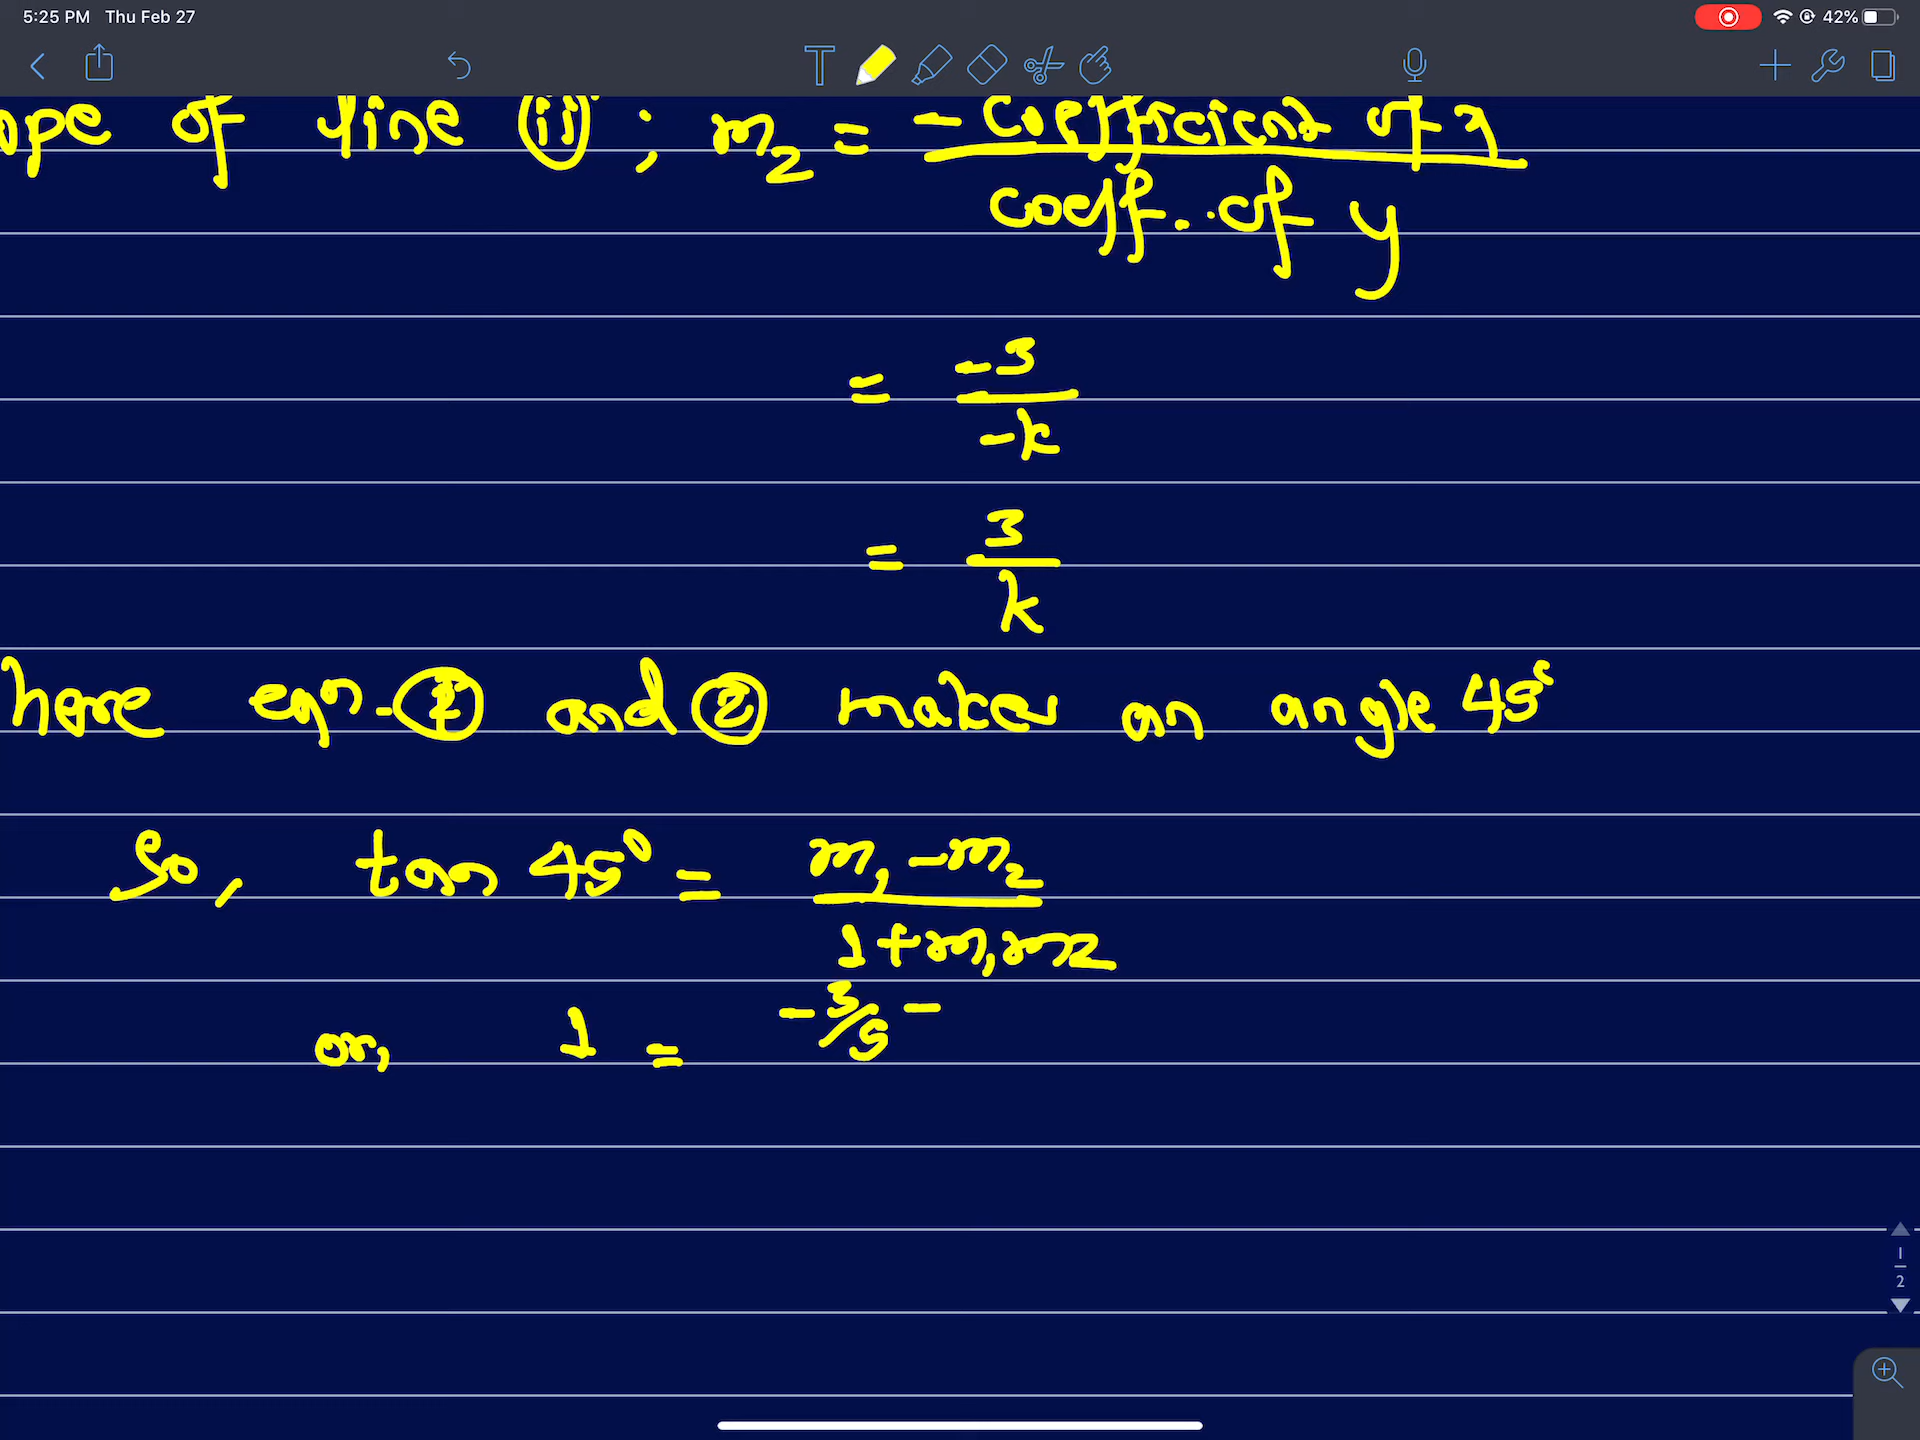 5:25 PM Thu Feb 27 42%
ope of line (ii) ; m₂ = - Coefficient of x
coeff. of y
= -3
-k
= 3
k
here eqn-① and ② makes an angle 45°
So, tan 45° = m₁ - m₂
1 + m₁m₂
or, 1 = - 3/5 -
1
2